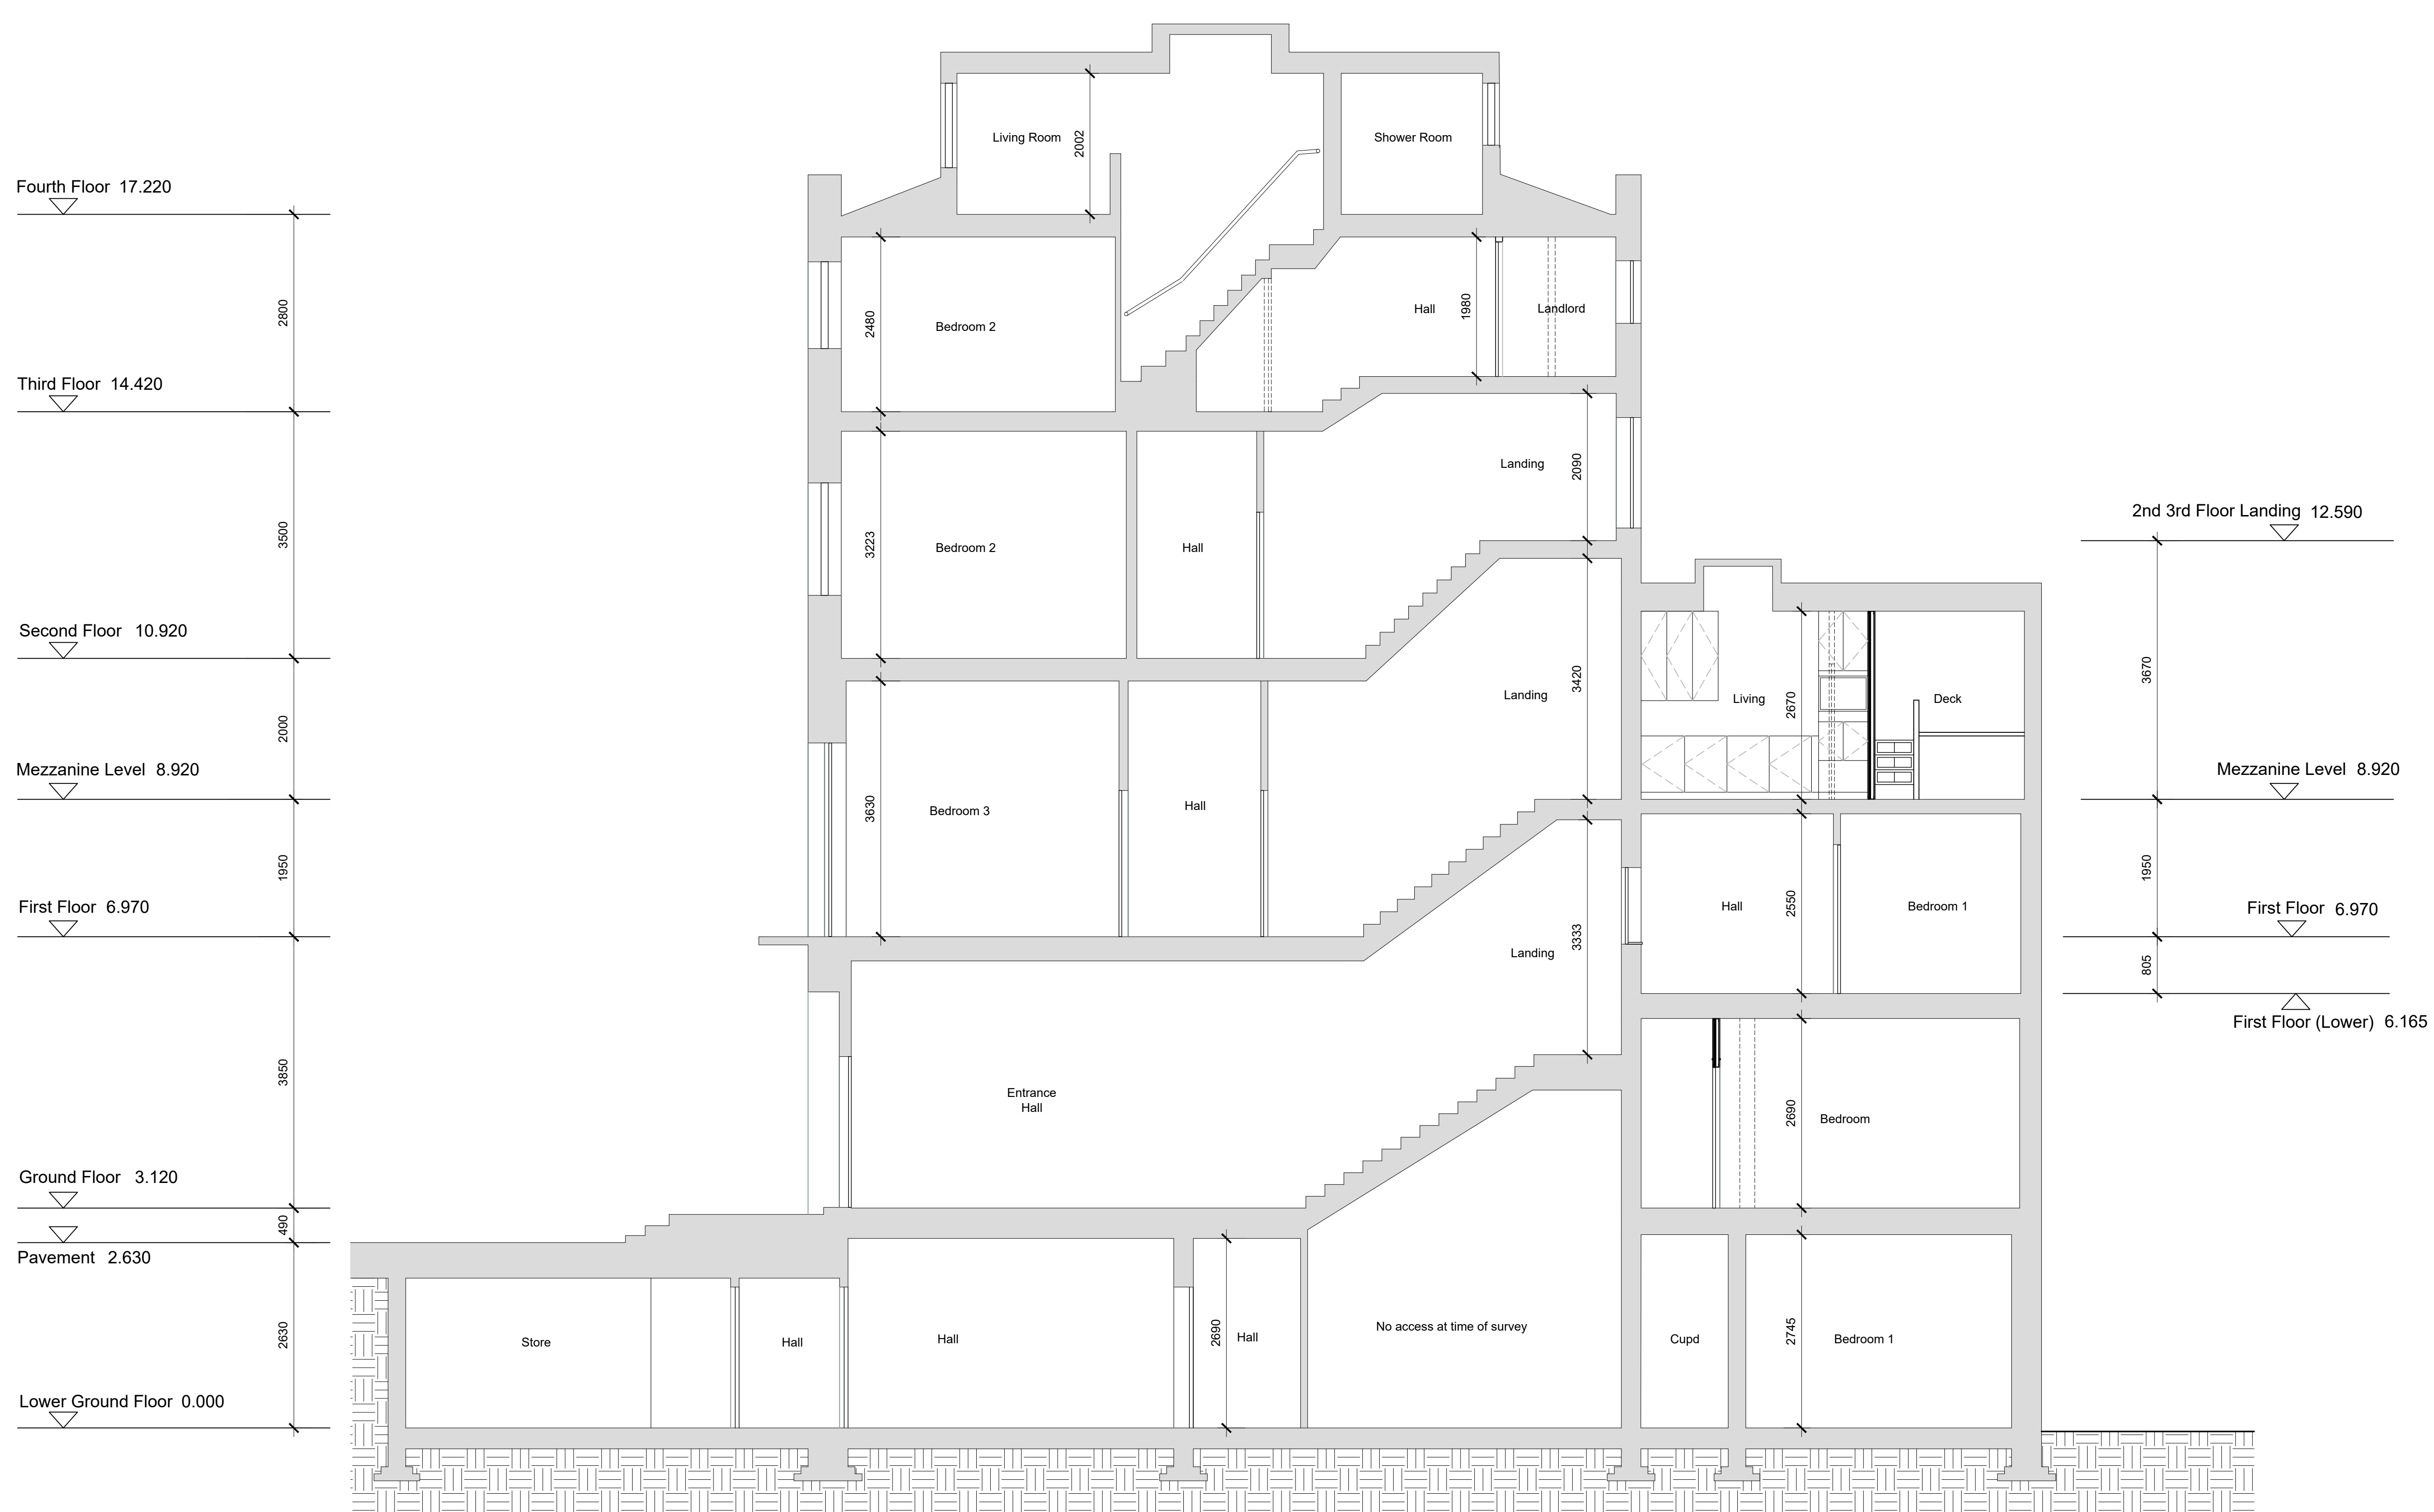 Living Room
2002
Shower Room
Fourth Floor 17.220
2800
2480
Bedroom 2
Hall
1980
Landlord
Third Floor 14.420
3500
3223
Bedroom 2
Hall
Landing
2090
2nd 3rd Floor Landing 12.590
Second Floor 10.920
2000
Landing
3420
Living
2670
Deck
3670
Mezzanine Level 8.920
Mezzanine Level 8.920
1950
3630
Bedroom 3
Hall
1950
First Floor 6.970
Hall
2550
Bedroom 1
First Floor 6.970
Landing
3333
805
First Floor (Lower) 6.165
3850
Entrance
Hall
2690
Bedroom
Ground Floor 3.120
490
Pavement 2.630
2630
Store
Hall
Hall
2690
Hall
No access at time of survey
Cupd
2745
Bedroom 1
Lower Ground Floor 0.000